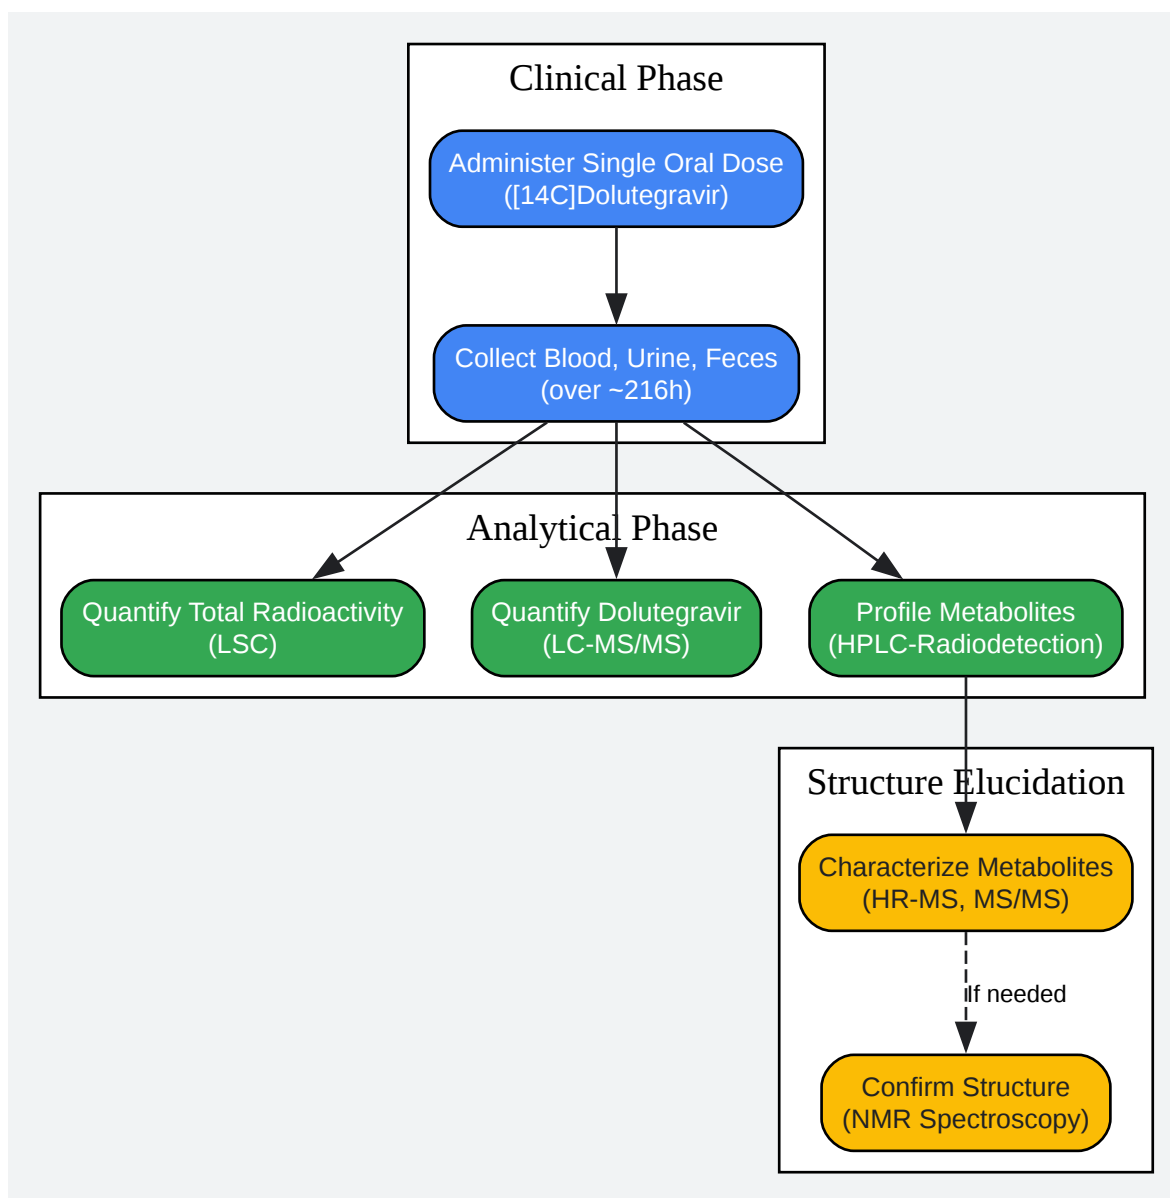 Clinical Phase
Administer Single Oral Dose
([14C]Dolutegravir)
Collect Blood, Urine, Feces
(over ~216h)
Analytical Phase
Quantify Total Radioactivity
(LSC)
Quantify Dolutegravir
(LC-MS/MS)
Profile Metabolites
(HPLC-Radiodetection)
Structure Elucidation
Characterize Metabolites
(HR-MS, MS/MS)
If needed
Confirm Structure
(NMR Spectroscopy)